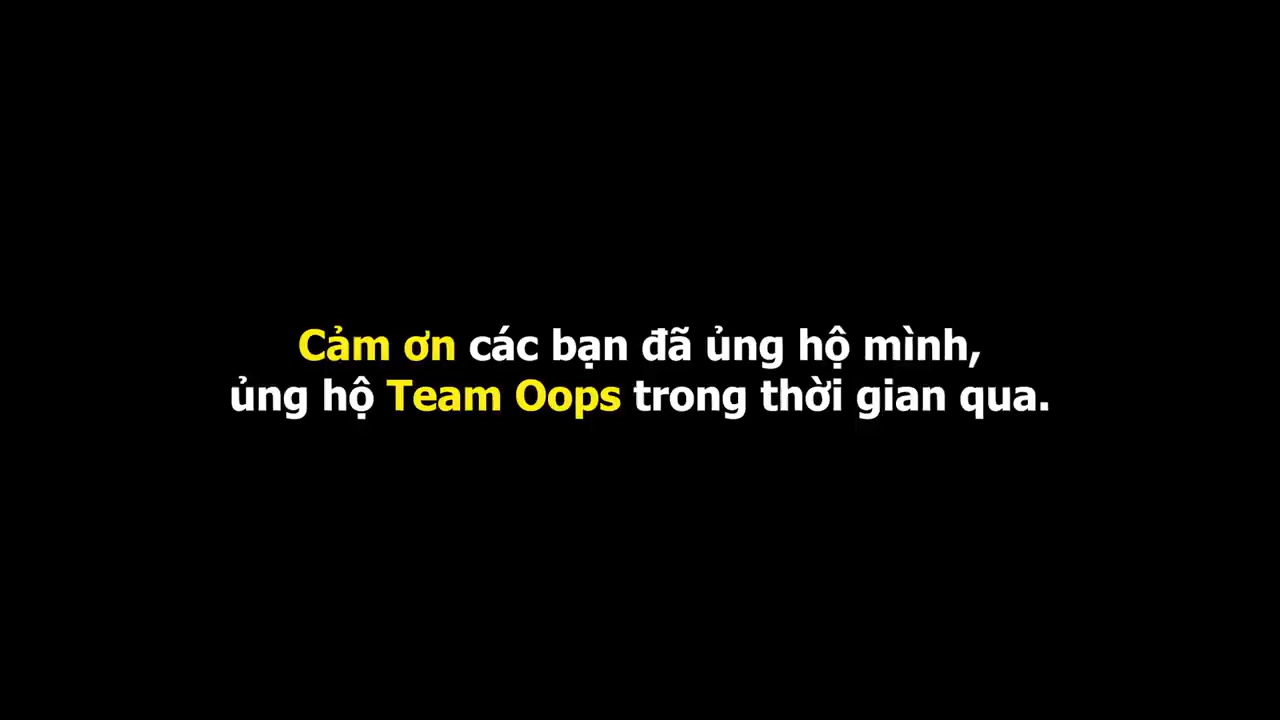 Cảm ơn các bạn đã ủng hộ mình,
ủng hộ Team Oops trong thời gian qua.